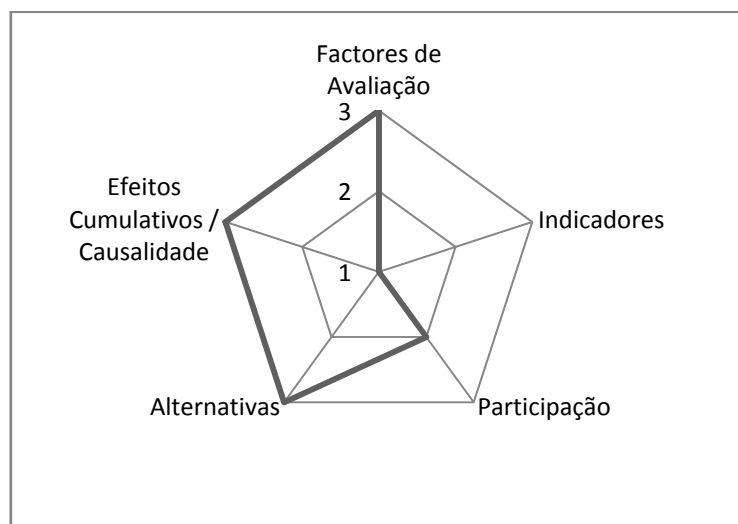 Factores de
Avaliação
3
Efeitos
Cumulativos /
Causalidade
2
Indicadores
1
Alternativas
Participação